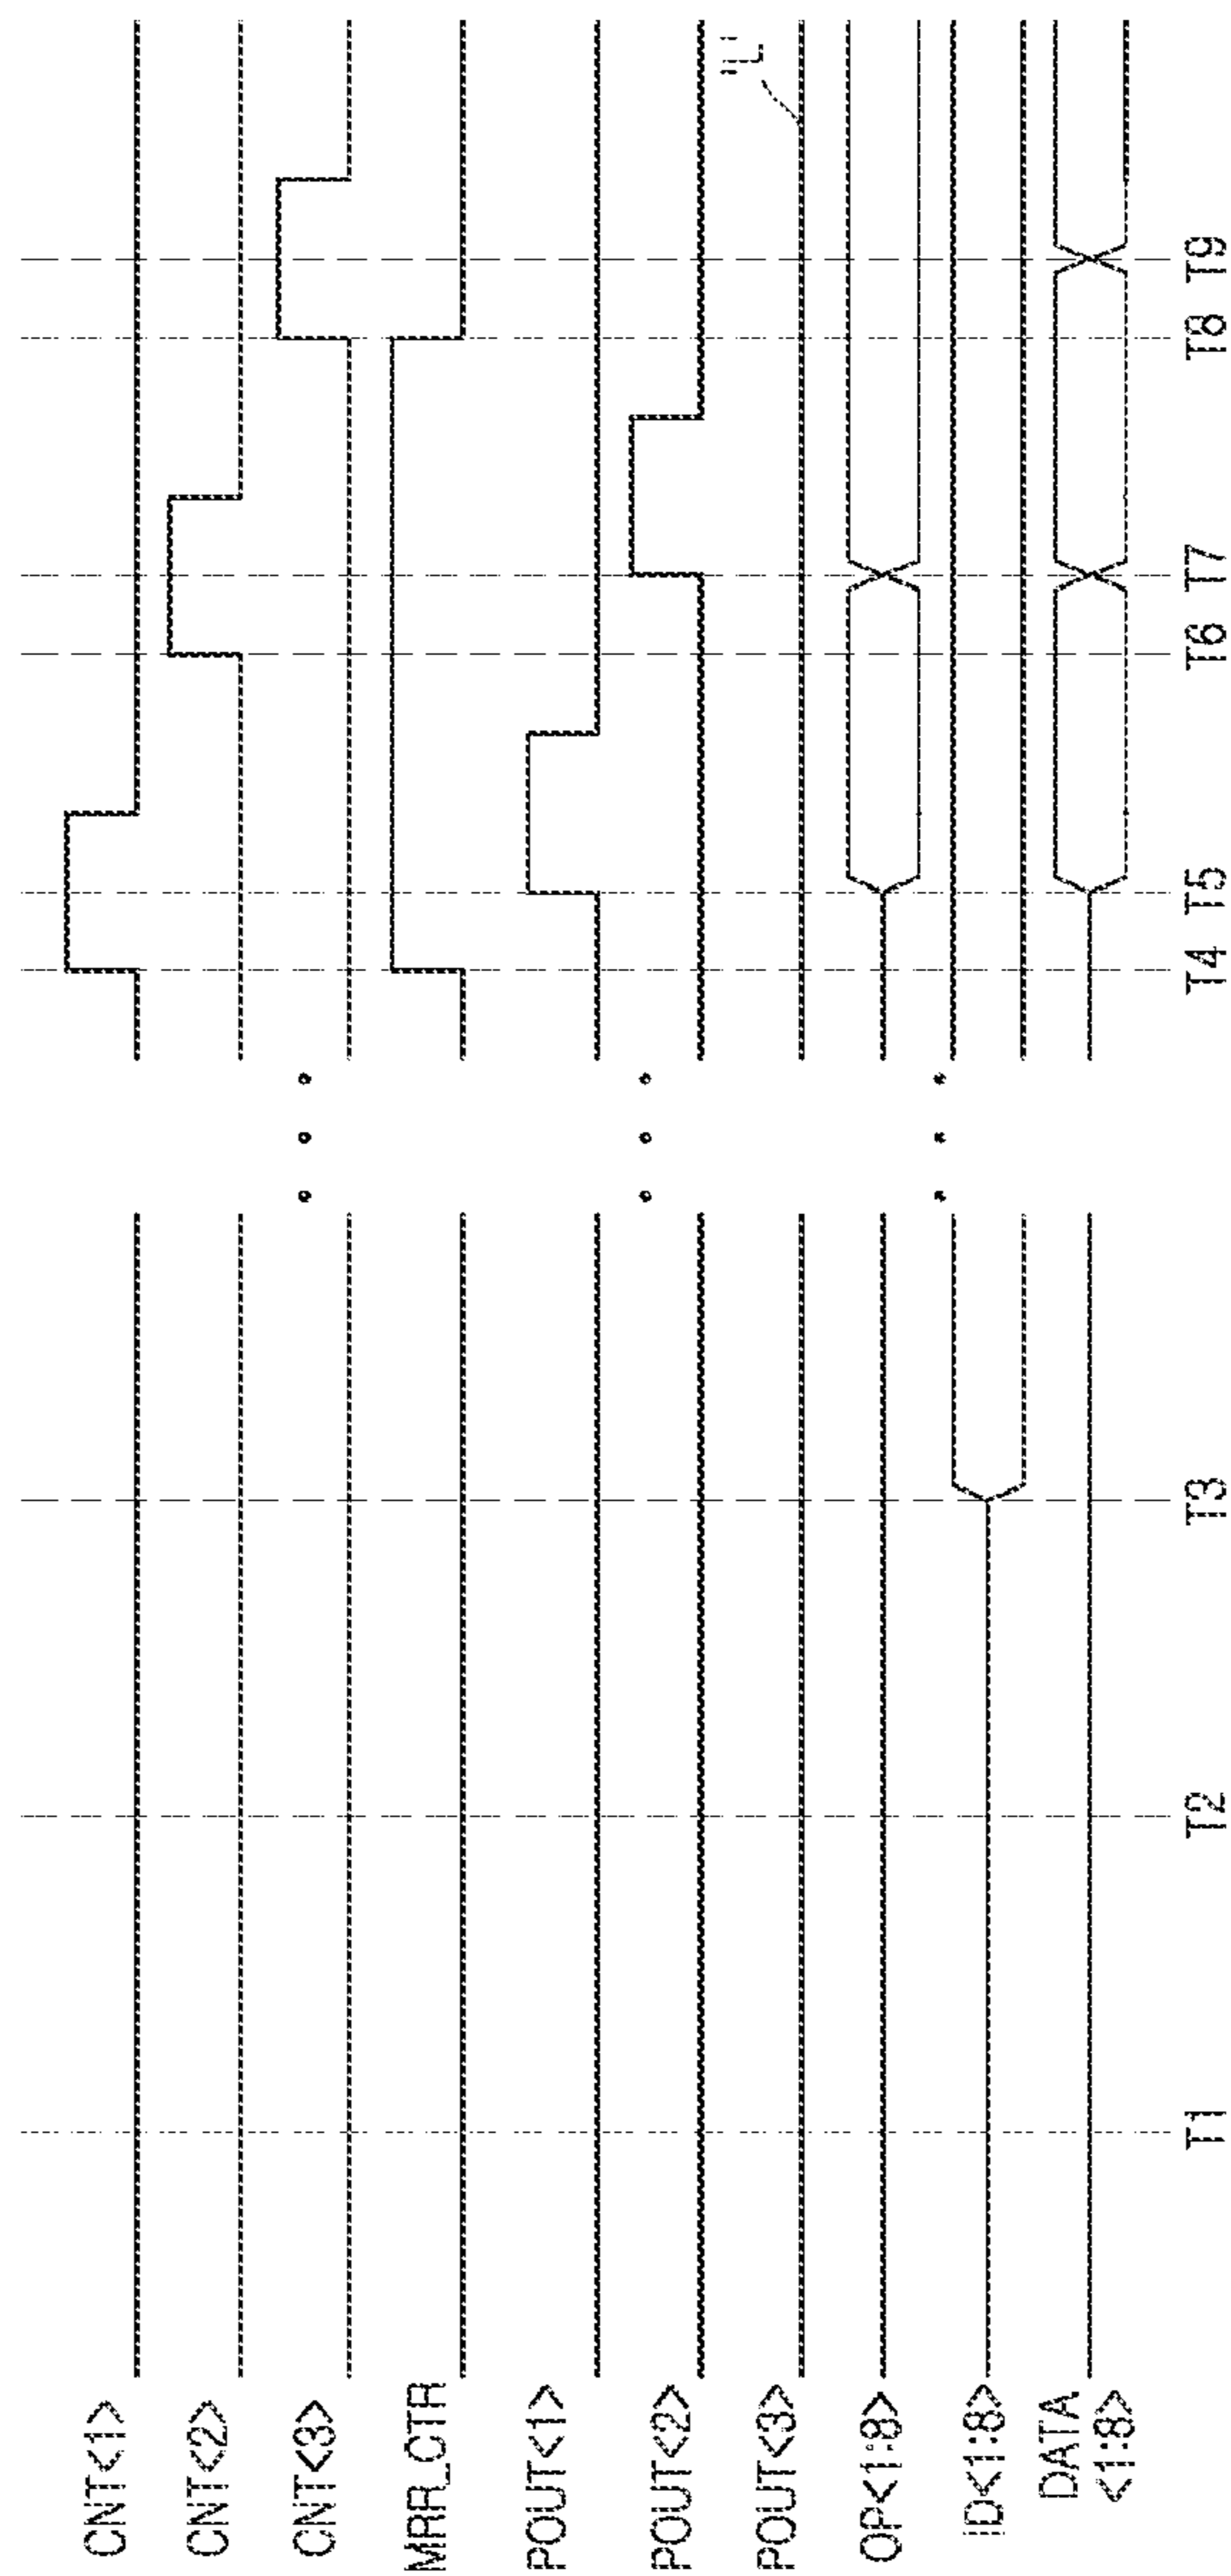 CNT<1>
CNT<2>
CNT<3>
MRR_CTR
POUT<1>
POUT<2>
POUT<3>
"L"
OP<1:8>
ID<1:8>
DATA
<1:8>
T1
T2
T3
T4
T5
T6
T7
T8
T9